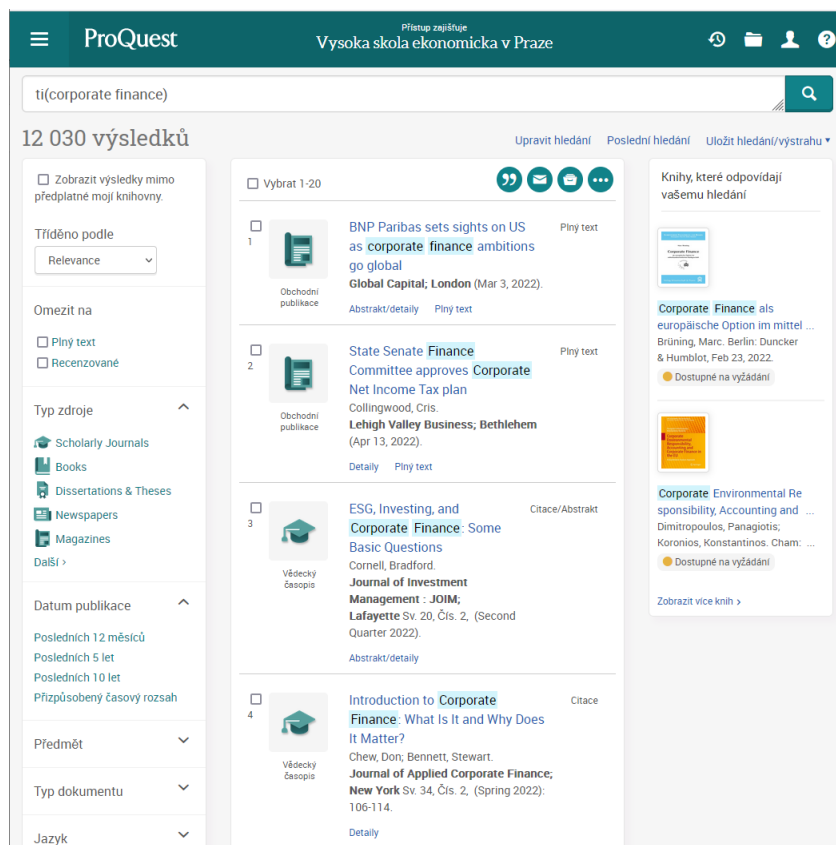 ProQuest
Přístup zajišťuje
Vysoka skola ekonomicka v Praze
?
ti(corporate finance)
12 030 výsledků
Upravit hledání
Poslední hledání
Uložit hledání/výstrahu
Zobrazit výsledky mimo
předplatné mojí knihovny.
Tříděno podle
Relevance
Omezit na
Plný text
Recenzované
Typ zdroje
Scholarly Journals
Books
Dissertations & Theses
Newspapers
Magazines
Další ›
Datum publikace
Posledních 12 měsíců
Posledních 5 let
Posledních 10 let
Přizpůsobený časový rozsah
Předmět
Typ dokumentu
Jazyk
Vybrat 1-20
1
Obchodní
publikace
BNP Paribas sets sights on US
as corporate finance ambitions
go global
Global Capital; London (Mar 3, 2022).
Abstrakt/detaily Plný text
Plný text
2
Obchodní
publikace
State Senate Finance
Committee approves Corporate
Net Income Tax plan
Collingwood, Cris.
Lehigh Valley Business; Bethlehem
(Apr 13, 2022).
Detaily Plný text
Plný text
3
Vědecký
časopis
ESG, Investing, and
Corporate Finance: Some
Basic Questions
Cornell, Bradford.
Journal of Investment
Management : JOIM;
Lafayette Sv. 20, Čís. 2, (Second
Quarter 2022).
Abstrakt/detaily
Citace/Abstrakt
4
Vědecký
časopis
Introduction to Corporate
Finance: What Is It and Why Does
It Matter?
Chew, Don; Bennett, Stewart.
Journal of Applied Corporate Finance;
New York Sv. 34, Čís. 2, (Spring 2022):
106-114.
Detaily
Citace
Knihy, které odpovídají
vašemu hledání
Corporate Finance als
europäische Option im mittel ...
Brüning, Marc. Berlin: Duncker
& Humblot, Feb 23, 2022.
Dostupné na vyžádání
Corporate Environmental Re
sponsibility, Accounting and ...
Dimitropoulos, Panagiotis;
Koronios, Konstantinos. Cham: ...
Dostupné na vyžádání
Zobrazit více knih ›